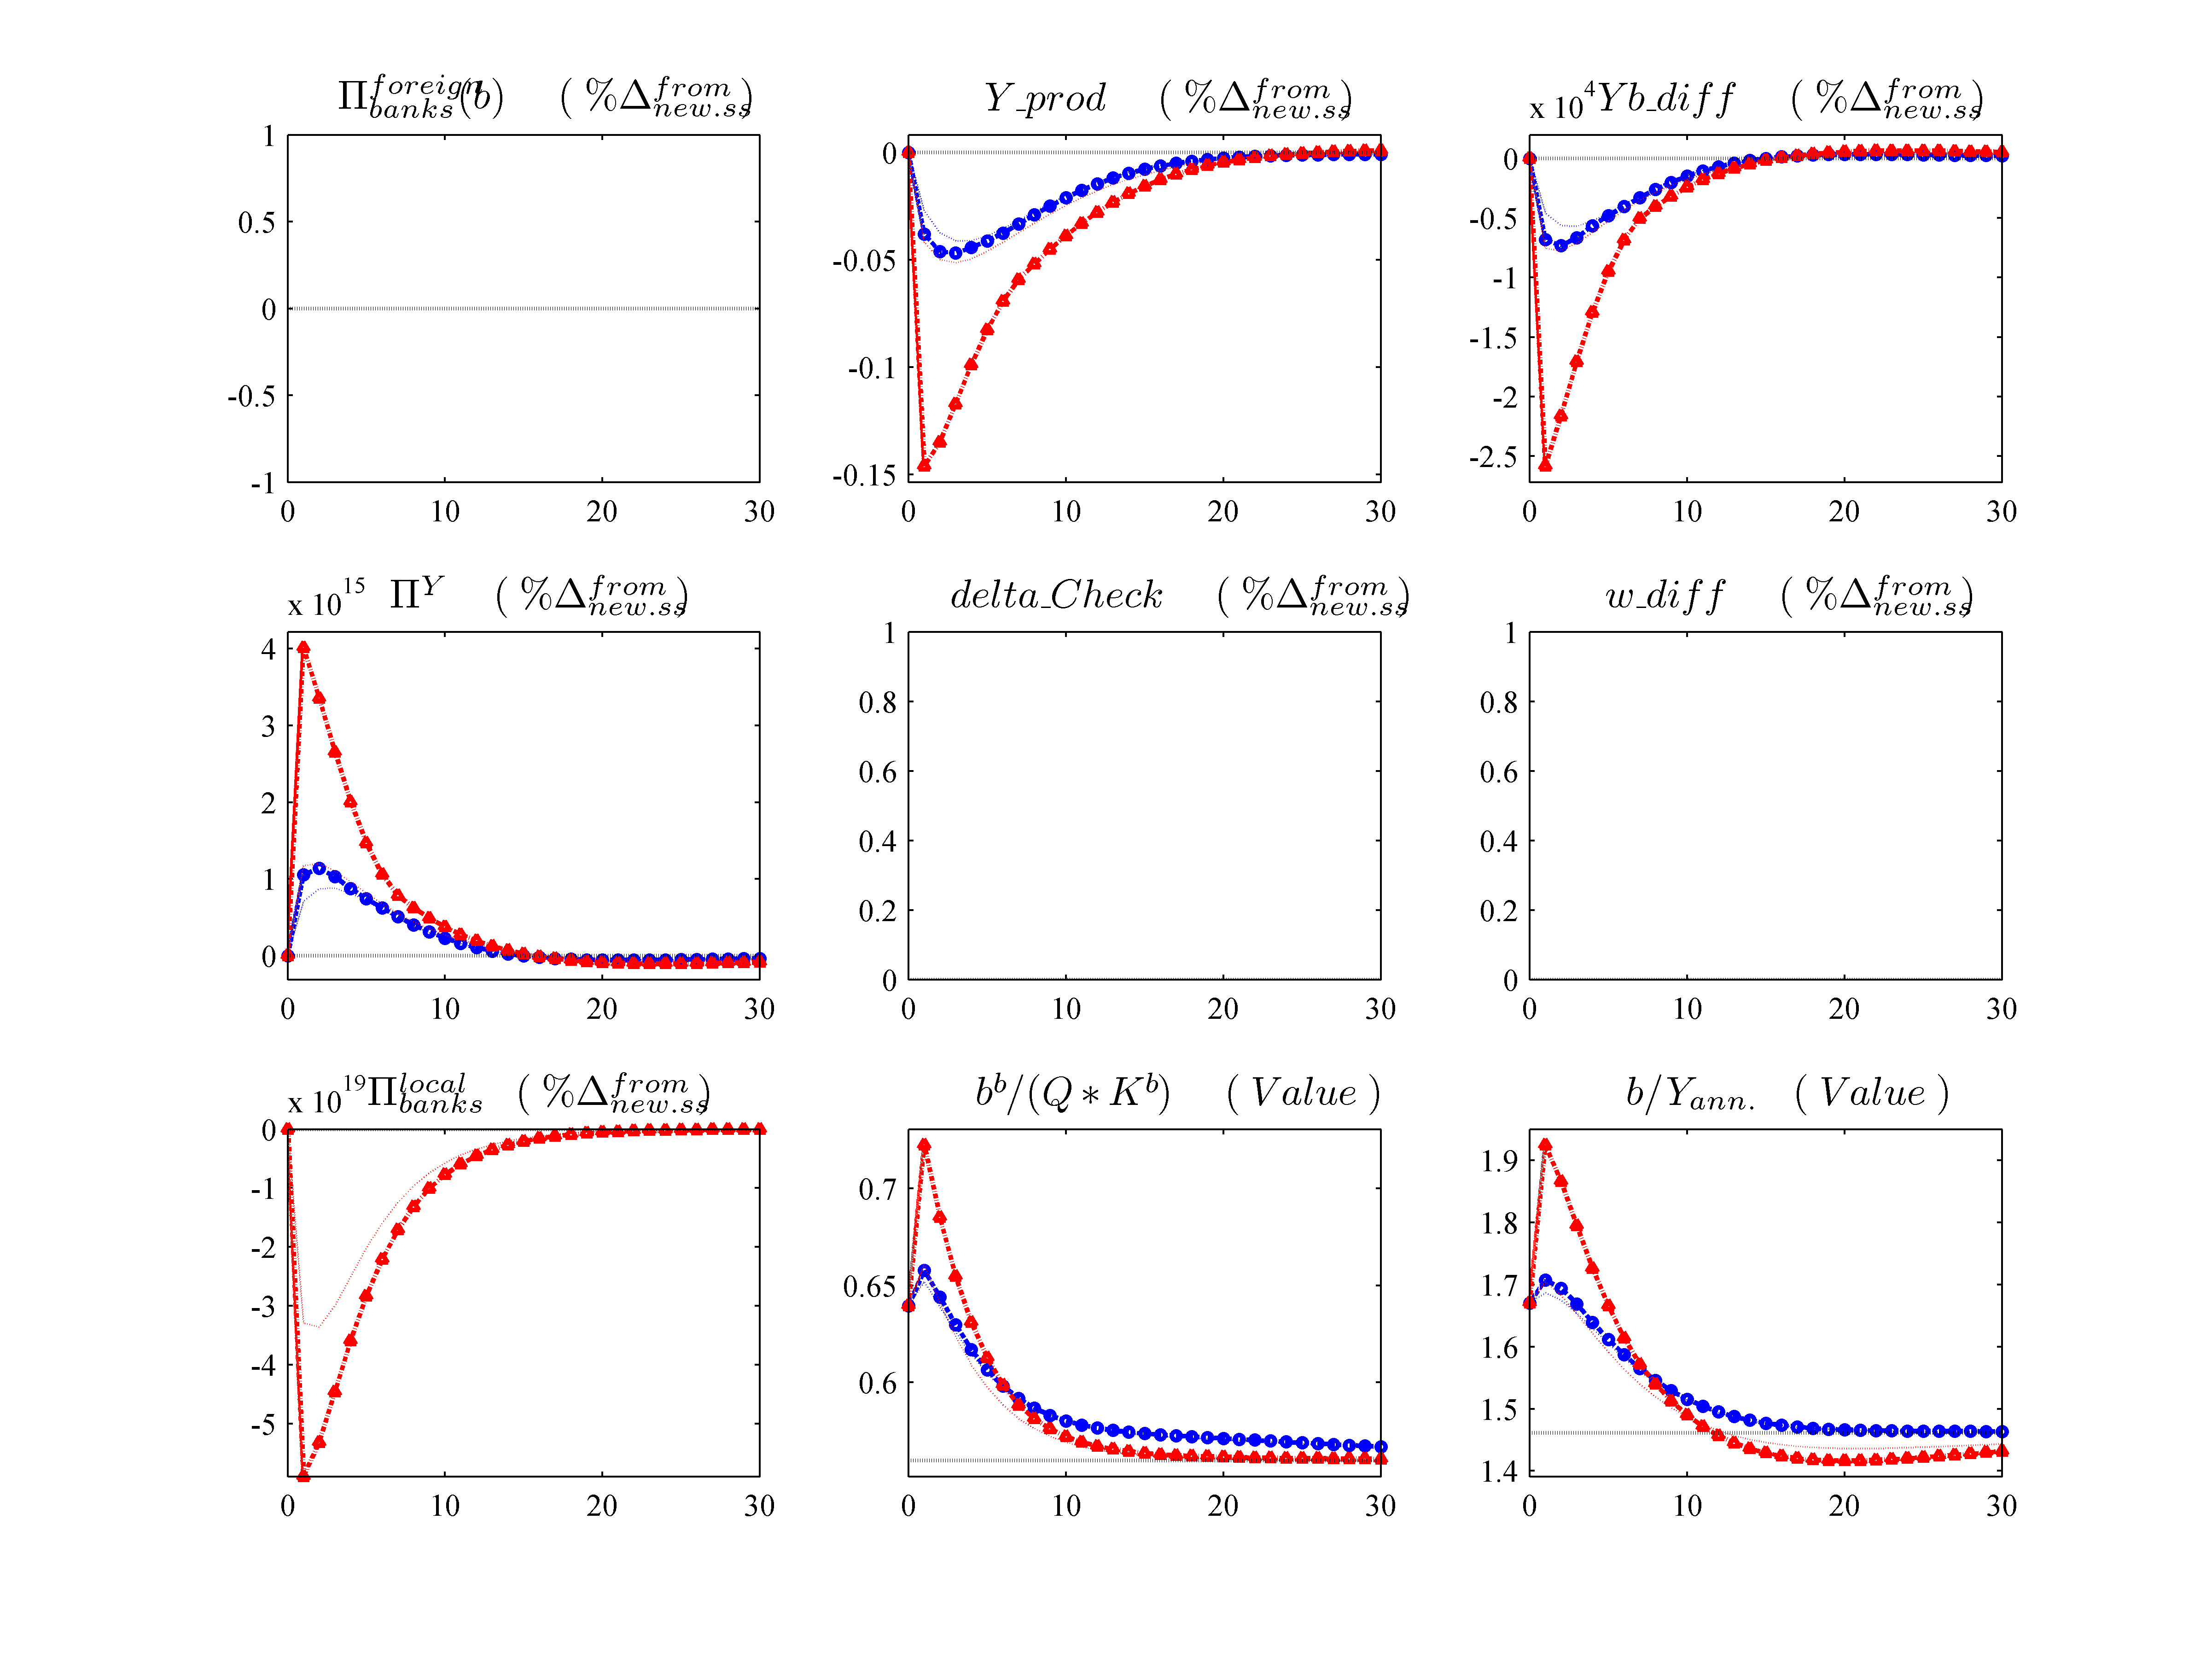 Π^{foreign}_{banks}(b) ( %Δ^{from}_{new.ss})
1
0.5
0
-0.5
-1
0 10 20 30
Y_prod ( %Δ^{from}_{new.ss})
0
-0.05
-0.1
-0.15
0 10 20 30
x 10^4 Yb_diff ( %Δ^{from}_{new.ss})
0
-0.5
-1
-1.5
-2
-2.5
0 10 20 30
x 10^{15} Π^Y ( %Δ^{from}_{new.ss})
4
3
2
1
0
0 10 20 30
delta_Check ( %Δ^{from}_{new.ss})
1
0.8
0.6
0.4
0.2
0
0 10 20 30
w_diff ( %Δ^{from}_{new.ss})
1
0.8
0.6
0.4
0.2
0
0 10 20 30
x 10^{19} Π^{local}_{banks} ( %Δ^{from}_{new.ss})
0
-1
-2
-3
-4
-5
0 10 20 30
b^b/(Q * K^b) ( Value )
0.7
0.65
0.6
0 10 20 30
b/Y_{ann.} ( Value )
1.9
1.8
1.7
1.6
1.5
1.4
0 10 20 30